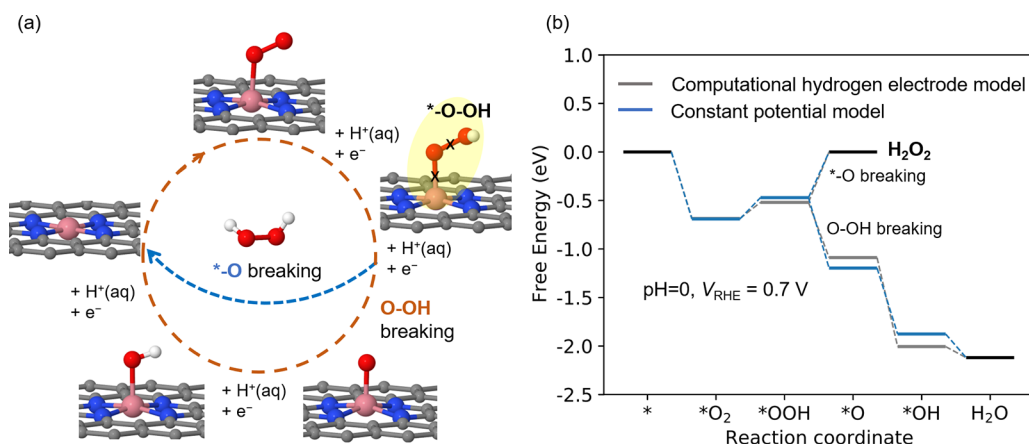 (a)
*-O-OH
+ H⁺(aq)
+ e⁻
+ H⁺(aq)
+ e⁻
*-O breaking
+ H⁺(aq)
+ e⁻
O-OH
breaking
+ H⁺(aq)
+ e⁻
(b)
Free Energy (eV)
1.0
0.5
0.0
-0.5
-1.0
-1.5
-2.0
-2.5
Computational hydrogen electrode model
Constant potential model
H₂O₂
*-O breaking
O-OH breaking
pH=0, V_RHE = 0.7 V
* *O₂ *OOH *O *OH H₂O
Reaction coordinate